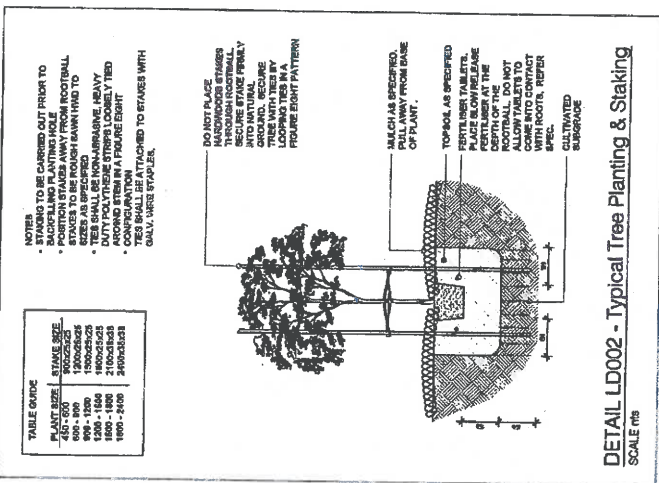 TABLE GUIDE
PLANT SIZE STAKE SIZE
450 - 600 900x25x25
600 - 900 1200x25x25
900 - 1200 1500x25x25
1200 - 1500 1800x25x25
1500 - 1800 2100x38x38
1800 - 2400 2400x38x38
NOTES
• STAKING TO BE CARRIED OUT PRIOR TO
BACKFILLING PLANTING HOLE
• POSITION STAKES AWAY FROM ROOTBALL
STAKES TO BE ROUGH SAWN HWD TO
SIZES AS SPECIFIED
• TIES SHALL BE NON-ABRASIVE, HEAVY
DUTY POLYTHENE STRIPS LOOSELY TIED
AROUND STEM IN A FIGURE EIGHT
• CONFIGURATION
TIES SHALL BE ATTACHED TO STAKES WITH
GALV. WIRE STAPLES.
DO NOT PLACE
HARDWOODS STAKES
THROUGH ROOTBALL.
SECURE STAKE FIRMLY
INTO NATURAL
GROUND. SECURE
TREE WITH TIES BY
LOOPING TIES IN A
FIGURE EIGHT PATTERN
MULCH AS SPECIFIED.
PULL AWAY FROM BASE
OF PLANT.
TOPSOIL AS SPECIFIED
FERTILISER TABLETS.
PLACE SLOW RELEASE
FERTILISER AT THE
DEPTH OF THE
ROOTBALL. DO NOT
ALLOW TABLETS TO
COME INTO CONTACT
WITH ROOTS. REFER
SPEC.
CULTIVATED
SUBGRADE
DETAIL LD002 - Typical Tree Planting & Staking
SCALE nts